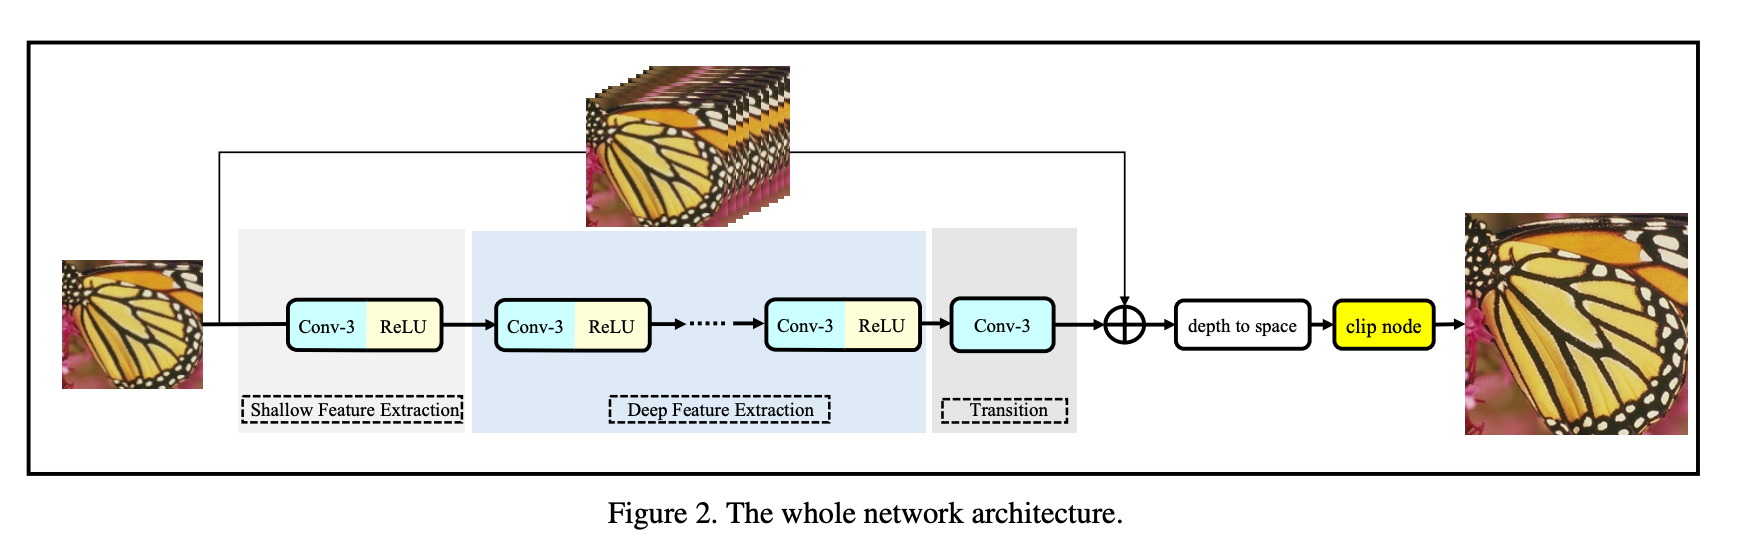 Conv-3 ReLU Conv-3 ReLU Conv-3 ReLU Conv-3 depth to space clip node
Shallow Feature Extraction Deep Feature Extraction Transition
Figure 2. The whole network architecture.